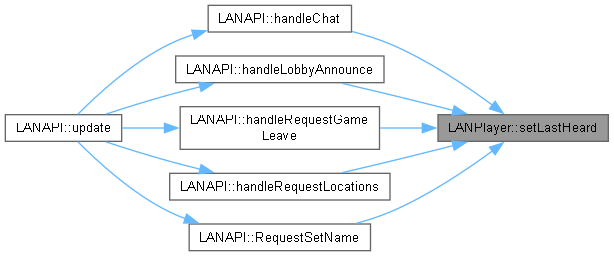 LANAPI::handleChat
LANAPI::handleLobbyAnnounce
LANAPI::update
LANAPI::handleRequestGame
Leave
LANPlayer::setLastHeard
LANAPI::handleRequestLocations
LANAPI::RequestSetName